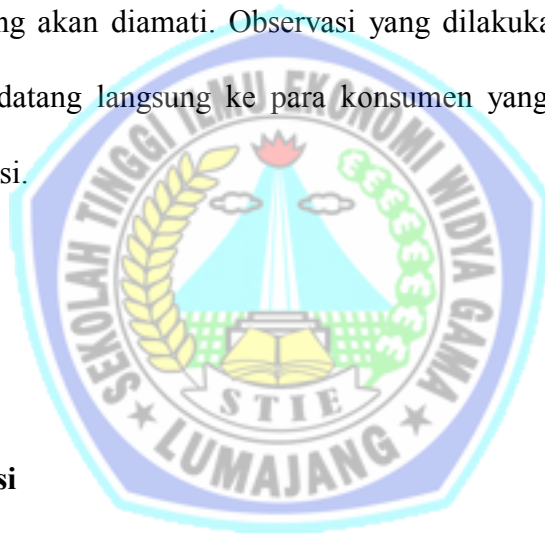 ng akan diamati. Observasi yang dilakuka
datang langsung ke para konsumen yang
si.
SEKOLAH TINGGI ILMU EKONOMI WIDYA GAMA
STIE
LUMAJANG
si